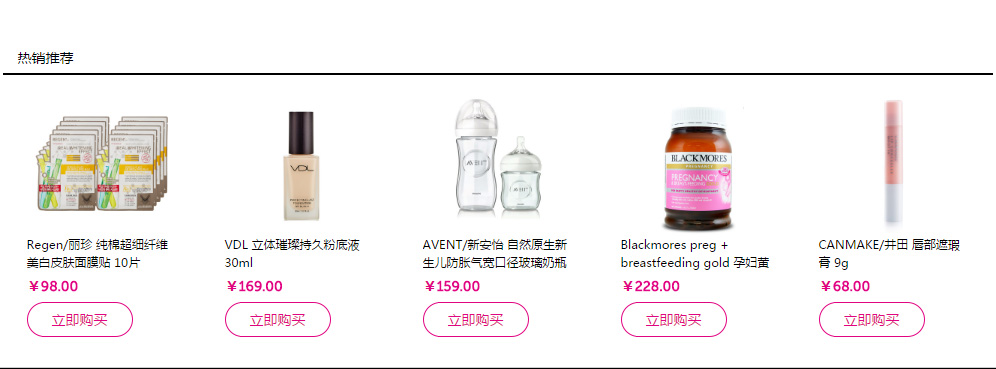 热销推荐
VDL
AVENT
BLACKMORES
PREGNANCY
Regen/丽珍 纯棉超细纤维
美白皮肤面膜贴 10片
¥98.00
立即购买
VDL 立体璀璨持久粉底液
30ml
¥169.00
立即购买
AVENT/新安怡 自然原生新
生儿防胀气宽口径玻璃奶瓶
¥159.00
立即购买
Blackmores preg +
breastfeeding gold 孕妇黄
¥228.00
立即购买
CANMAKE/井田 唇部遮瑕
膏 9g
¥68.00
立即购买